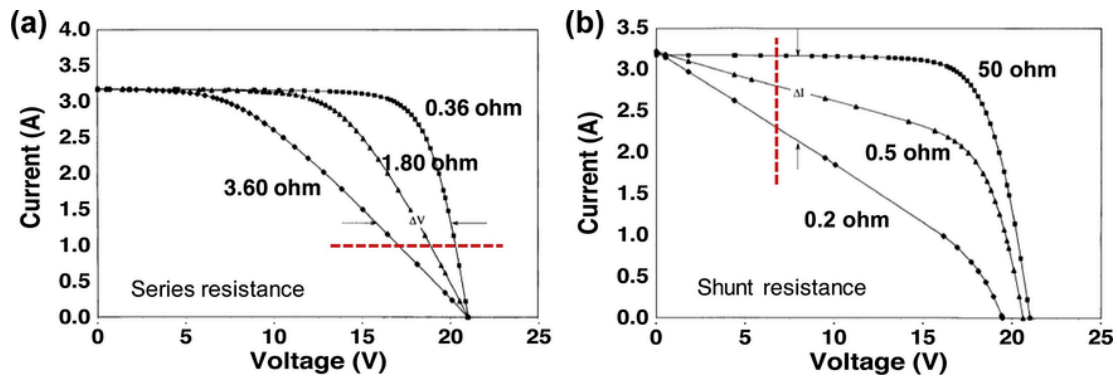 (a)
4.0
3.5
3.0
2.5
2.0
1.5
1.0
0.5
0.0
Current (A)
0.36 ohm
1.80 ohm
3.60 ohm
ΔV
Series resistance
0 5 10 15 20 25
Voltage (V)
(b)
3.5
3.0
2.5
2.0
1.5
1.0
0.5
0.0
Current (A)
50 ohm
ΔI
0.5 ohm
0.2 ohm
Shunt resistance
0 5 10 15 20 25
Voltage (V)